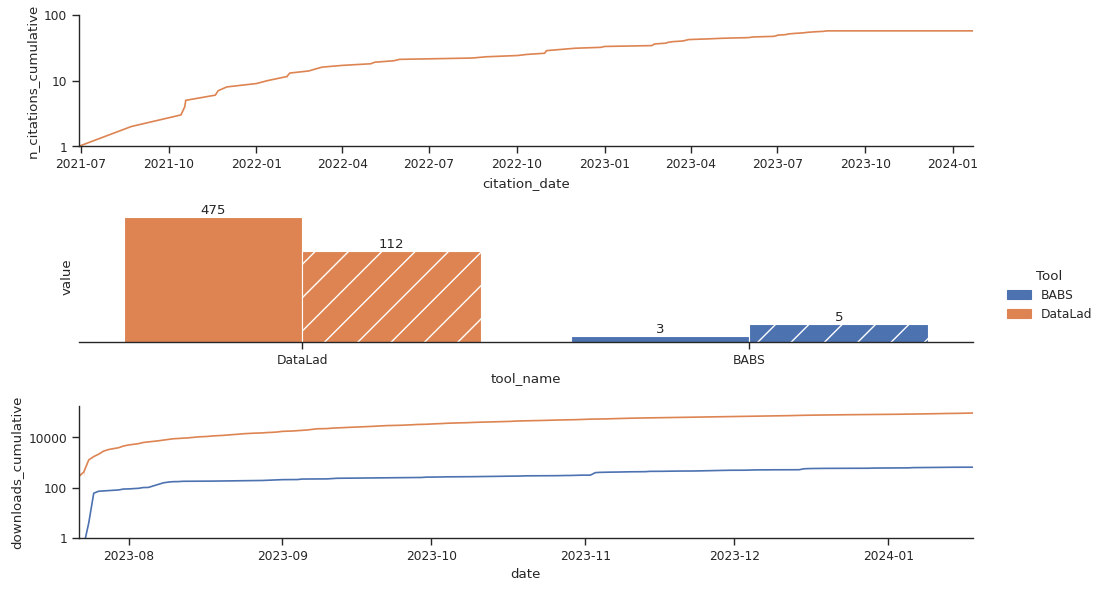 n_citations_cumulative
100
10
1
2021-07 2021-10 2022-01 2022-04 2022-07 2022-10 2023-01 2023-04 2023-07 2023-10 2024-01
citation_date
value
475
112
3
5
DataLad BABS
tool_name
Tool
BABS
DataLad
downloads_cumulative
10000
100
1
2023-08 2023-09 2023-10 2023-11 2023-12 2024-01
date